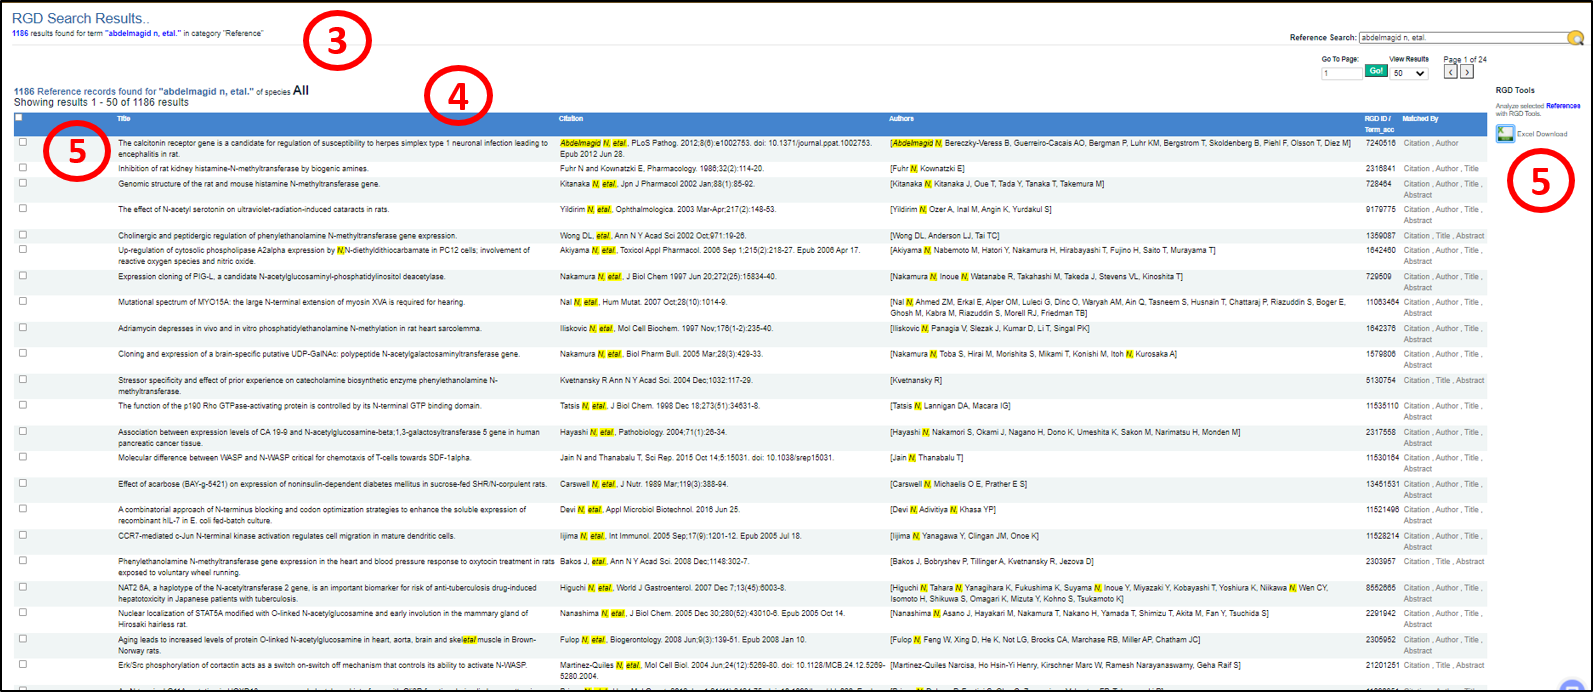 RGD Search Results..
1186 results found for term "abdelmagid n, etal." in category "Reference"
3
Reference Search: abdelmagid n, etal.
Go To Page: View Results Page 1 of 24
1 Go! 50 < >
1186 Reference records found for "abdelmagid n, etal." of species All
Showing results 1 - 50 of 1186 results
4
RGD Tools
Analyze selected References
with RGD Tools.
Excel Download
5
5
Title Citation Authors RGD ID / Matched By
Term_acc
The calcitonin receptor gene is a candidate for regulation of susceptibility to herpes simplex type 1 neuronal infection leading to Abdelmagid N, etal., PLoS Pathog. 2012;8(6):e1002753. doi: 10.1371/journal.ppat.1002753. [Abdelmagid N, Bereczky-Veress B, Guerreiro-Cacais AO, Bergman P, Luhr KM, Bergstrom T, Skoldenberg B, Piehl F, Olsson T, Diez M] 7240516 Citation , Author
encephalitis in rat. Epub 2012 Jun 28.
Inhibition of rat kidney histamine-N-methyltransferase by biogenic amines. Fuhr N and Kownatzki E, Pharmacology. 1986;32(2):114-20. [Fuhr N, Kownatzki E] 2316841 Citation , Author , Title
Genomic structure of the rat and mouse histamine N-methyltransferase gene. Kitanaka N, etal., Jpn J Pharmacol 2002 Jan;88(1):85-92. [Kitanaka N, Kitanaka J, Oue T, Tada Y, Tanaka T, Takemura M] 728464 Citation , Author , Title ,
Abstract
The effect of N-acetyl serotonin on ultraviolet-radiation-induced cataracts in rats. Yildirim N, etal., Ophthalmologica. 2003 Mar-Apr;217(2):148-53. [Yildirim N, Ozer A, Inal M, Angin K, Yurdakul S] 9179775 Citation , Author , Title ,
Abstract
Cholinergic and peptidergic regulation of phenylethanolamine N-methyltransferase gene expression. Wong DL, etal., Ann N Y Acad Sci 2002 Oct;971:19-26. [Wong DL, Anderson LJ, Tai TC] 1359087 Citation , Title , Abstract
Up-regulation of cytosolic phospholipase A2alpha expression by N,N-diethyldithiocarbamate in PC12 cells; involvement of Akiyama N, etal., Toxicol Appl Pharmacol. 2006 Sep 1;215(2):218-27. Epub 2006 Apr 17. [Akiyama N, Nabemoto M, Hatori Y, Nakamura H, Hirabayashi T, Fujino H, Saito T, Murayama T] 1642460 Citation , Author , Title ,
reactive oxygen species and nitric oxide. Abstract
Expression cloning of PIG-L, a candidate N-acetylglucosaminyl-phosphatidylinositol deacetylase. Nakamura N, etal., J Biol Chem 1997 Jun 20;272(25):15834-40. [Nakamura N, Inoue N, Watanabe R, Takahashi M, Takeda J, Stevens VL, Kinoshita T] 729609 Citation , Author , Title ,
Abstract
Mutational spectrum of MYO15A: the large N-terminal extension of myosin XVA is required for hearing. Nal N, etal., Hum Mutat. 2007 Oct;28(10):1014-9. [Nal N, Ahmed ZM, Erkal E, Alper OM, Luleci G, Dinc O, Waryah AM, Ain Q, Tasneem S, Husnain T, Chattaraj P, Riazuddin S, Boger E, 11063464 Citation , Author , Title ,
Ghosh M, Kabra M, Riazuddin S, Morell RJ, Friedman TB] Abstract
Adriamycin depresses in vivo and in vitro phosphatidylethanolamine N-methylation in rat heart sarcolemma. Iliskovic N, etal., Mol Cell Biochem. 1997 Nov;176(1-2):235-40. [Iliskovic N, Panagia V, Slezak J, Kumar D, Li T, Singal PK] 1642376 Citation , Author , Title ,
Abstract
Cloning and expression of a brain-specific putative UDP-GalNAc: polypeptide N-acetylgalactosaminyltransferase gene. Nakamura N, etal., Biol Pharm Bull. 2005 Mar;28(3):429-33. [Nakamura N, Toba S, Hirai M, Morishita S, Mikami T, Konishi M, Itoh N, Kurosaka A] 1579806 Citation , Author , Title ,
Abstract
Stressor specificity and effect of prior experience on catecholamine biosynthetic enzyme phenylethanolamine N- Kvetnansky R Ann N Y Acad Sci. 2004 Dec;1032:117-29. [Kvetnansky R] 5130754 Citation , Title , Abstract
methyltransferase.
The function of the p190 Rho GTPase-activating protein is controlled by its N-terminal GTP binding domain. Tatsis N, etal., J Biol Chem. 1998 Dec 18;273(51):34631-8. [Tatsis N, Lannigan DA, Macara IG] 11535110 Citation , Author , Title ,
Abstract
Association between expression levels of CA 19-9 and N-acetylglucosamine-beta;1,3-galactosyltransferase 5 gene in human Hayashi N, etal., Pathobiology. 2004;71(1):26-34. [Hayashi N, Nakamori S, Okami J, Nagano H, Dono K, Umeshita K, Sakon M, Narimatsu H, Monden M] 2317558 Citation , Author , Title ,
pancreatic cancer tissue. Abstract
Molecular difference between WASP and N-WASP critical for chemotaxis of T-cells towards SDF-1alpha. Jain N and Thanabalu T, Sci Rep. 2015 Oct 14;5:15031. doi: 10.1038/srep15031. [Jain N, Thanabalu T] 11530164 Citation , Author , Title ,
Abstract
Effect of acarbose (BAY-g-5421) on expression of noninsulin-dependent diabetes mellitus in sucrose-fed SHR/N-corpulent rats. Carswell N, etal., J Nutr. 1989 Mar;119(3):388-94. [Carswell N, Michaelis O E, Prather E S] 13451531 Citation , Author , Title ,
Abstract
A combinatorial approach of N-terminus blocking and codon optimization strategies to enhance the soluble expression of Devi N, etal., Appl Microbiol Biotechnol. 2016 Jun 25. [Devi N, Adivitiya N, Khasa YP] 11521496 Citation , Author , Title ,
recombinant hIL-7 in E. coli fed-batch culture. Abstract
CCR7-mediated c-Jun N-terminal kinase activation regulates cell migration in mature dendritic cells. Iijima N, etal., Int Immunol. 2005 Sep;17(9):1201-12. Epub 2005 Jul 18. [Iijima N, Yanagawa Y, Clingan JM, Onoe K] 11528214 Citation , Author , Title ,
Abstract
Phenylethanolamine N-methyltransferase gene expression in the heart and blood pressure response to oxytocin treatment in rats Bakos J, etal., Ann N Y Acad Sci. 2008 Dec;1148:302-7. [Bakos J, Bobryshev P, Tillinger A, Kvetnansky R, Jezova D] 2303957 Citation , Title , Abstract
exposed to voluntary wheel running.
NAT2 6A, a haplotype of the N-acetyltransferase 2 gene, is an important biomarker for risk of anti-tuberculosis drug-induced Higuchi N, etal., World J Gastroenterol. 2007 Dec 7;13(45):6003-8. [Higuchi N, Tahara N, Yanagihara K, Fukushima K, Suyama N, Inoue Y, Miyazaki Y, Kobayashi T, Yoshiura K, Niikawa N, Wen CY, 8552665 Citation , Author , Title ,
hepatotoxicity in Japanese patients with tuberculosis. Isomoto H, Shikuwa S, Omagari K, Mizuta Y, Kohno S, Tsukamoto K] Abstract
Nuclear localization of STAT5A modified with O-linked N-acetylglucosamine and early involution in the mammary gland of Nanashima N, etal., J Biol Chem. 2005 Dec 30;280(52):43010-6. Epub 2005 Oct 14. [Nanashima N, Asano J, Hayakari M, Nakamura T, Nakano H, Yamada T, Shimizu T, Akita M, Fan Y, Tsuchida S] 2291942 Citation , Author , Title ,
Hirosaki hairless rat. Abstract
Aging leads to increased levels of protein O-linked N-acetylglucosamine in heart, aorta, brain and skeletal muscle in Brown- Fulop N, etal., Biogerontology. 2008 Jun;9(3):139-51. Epub 2008 Jan 10. [Fulop N, Feng W, Xing D, He K, Not LG, Brocks CA, Marchase RB, Miller AP, Chatham JC] 2305952 Citation , Author , Title ,
Norway rats. Abstract
Erk/Src phosphorylation of cortactin acts as a switch on-switch off mechanism that controls its ability to activate N-WASP. Martinez-Quiles N, etal., Mol Cell Biol. 2004 Jun;24(12):5269-80. doi: 10.1128/MCB.24.12.5269- [Martinez-Quiles Narcisa, Ho Hsin-Yi Henry, Kirschner Marc W, Ramesh Narayanaswamy, Geha Raif S] 21201251 Citation , Title , Abstract
5280.2004.